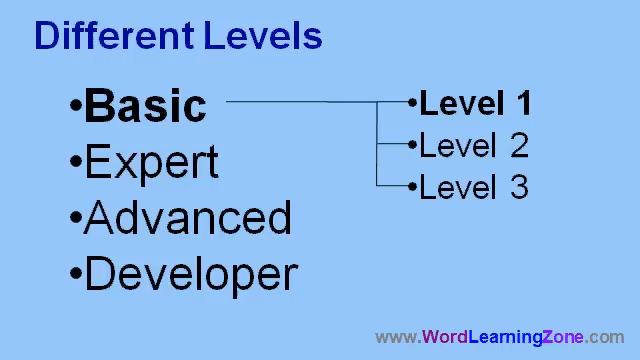 Different Levels
•Basic
•Expert
•Advanced
•Developer
•Level 1
•Level 2
•Level 3
www.WordLearningZone.com